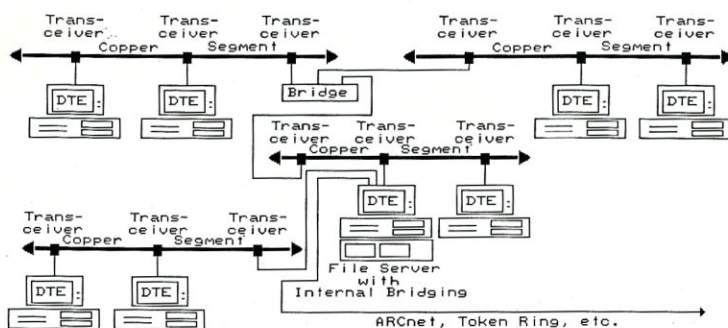 Trans- Trans- Trans- Trans- Trans- Trans-
ceiver ceiver ceiver ceiver ceiver ceiver
Copper Segment Copper Segment
DTE DTE Bridge DTE DTE
Trans- Trans- Trans-
ceiver ceiver ceiver
Copper Segment
DTE DTE
Trans- Trans- Trans-
ceiver ceiver ceiver
Copper Segment
DTE DTE
File Server
with
Internal Bridging
ARCnet, Token Ring, etc.